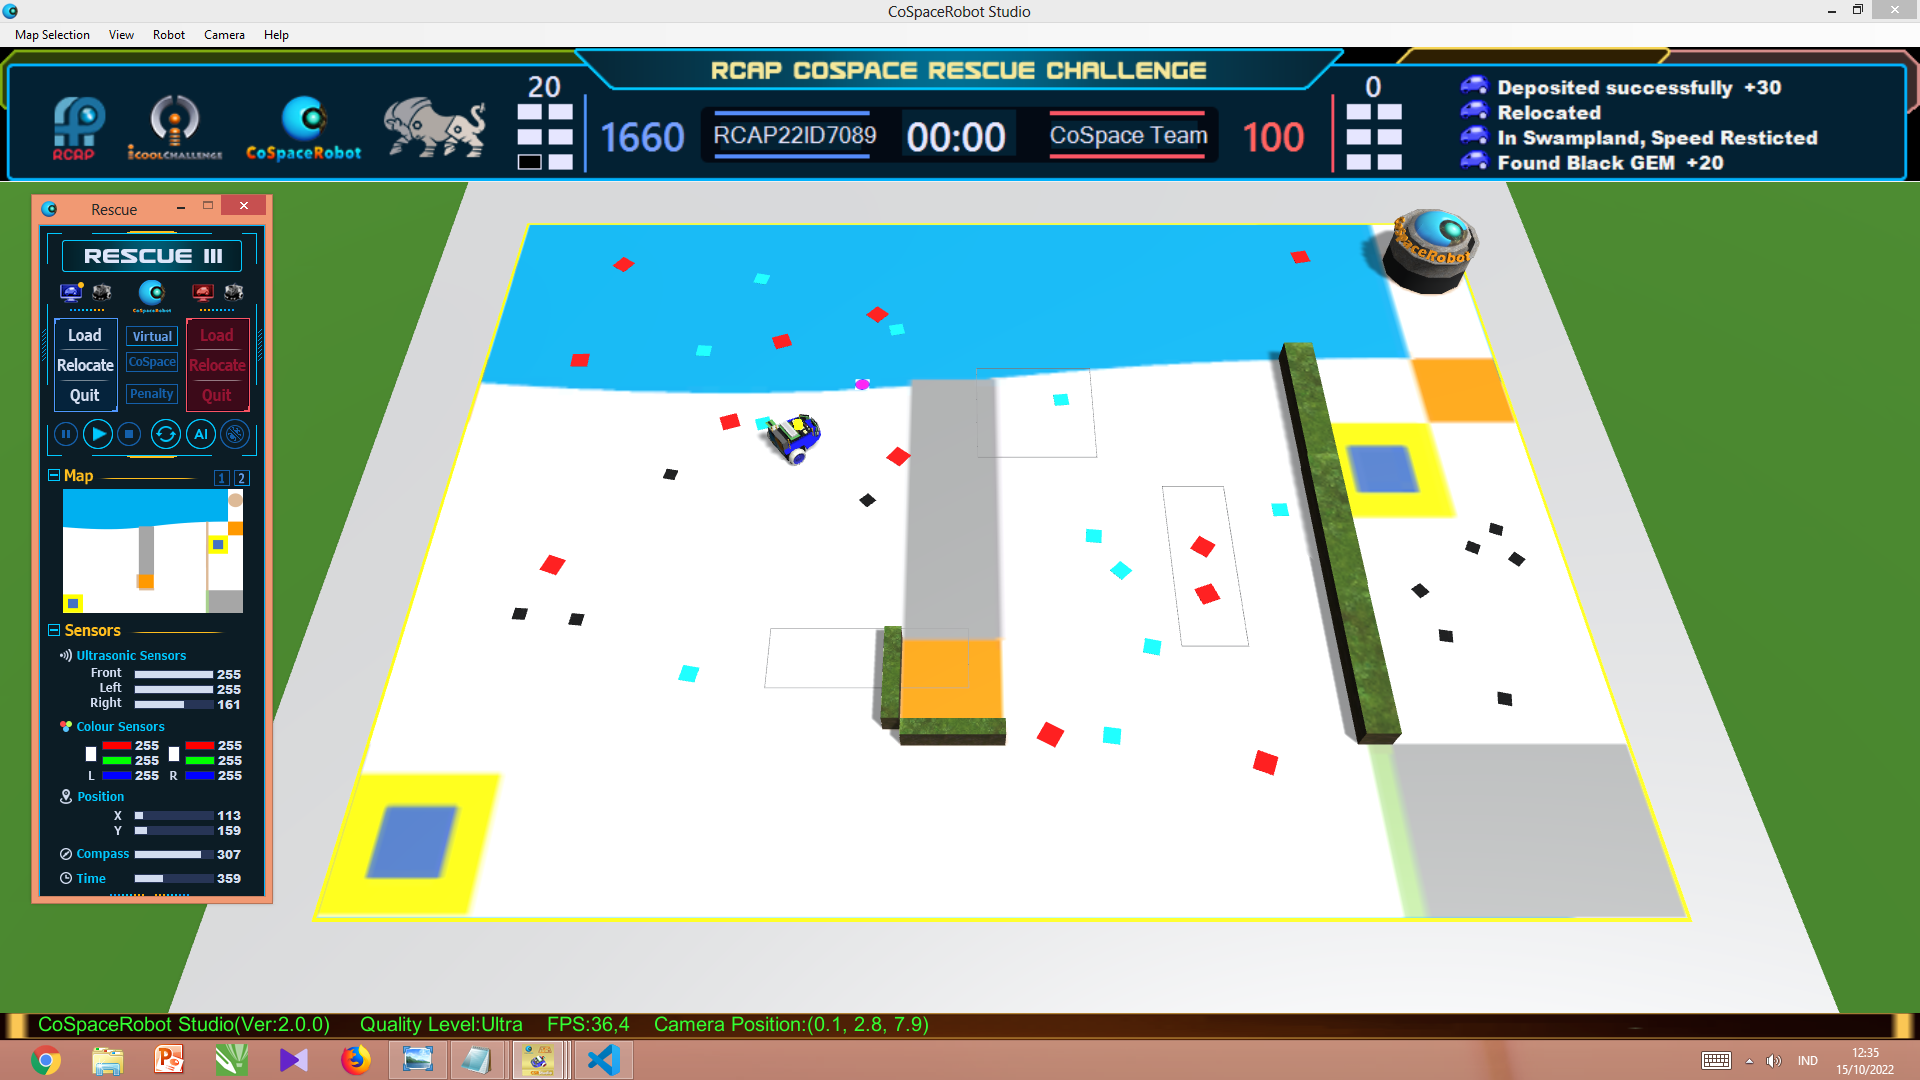 CoSpaceRobot Studio
Map Selection View Robot Camera Help
RCAP COSPACE RESCUE CHALLENGE
RCAP
iCOOLCHALLENGE
CoSpaceRobot
20
1660
RCAP22ID7089
00:00
CoSpace Team
100
0
Deposited successfully +30
Relocated
In Swampland, Speed Resticted
Found Black GEM +20
Rescue
RESCUE III
CoSpaceRobot
Load Virtual Load
Relocate CoSpace Relocate
Quit Penalty Quit
AI
Map 1 2
Sensors
Ultrasonic Sensors
Front 255
Left 255
Right 161
Colour Sensors
255 255
255 255
L 255 R 255
Position
X 113
Y 159
Compass 307
Time 359
CoSpaceRobot Studio(Ver:2.0.0) Quality Level:Ultra FPS:36,4 Camera Position:(0.1, 2.8, 7.9)
IND
12:35
15/10/2022